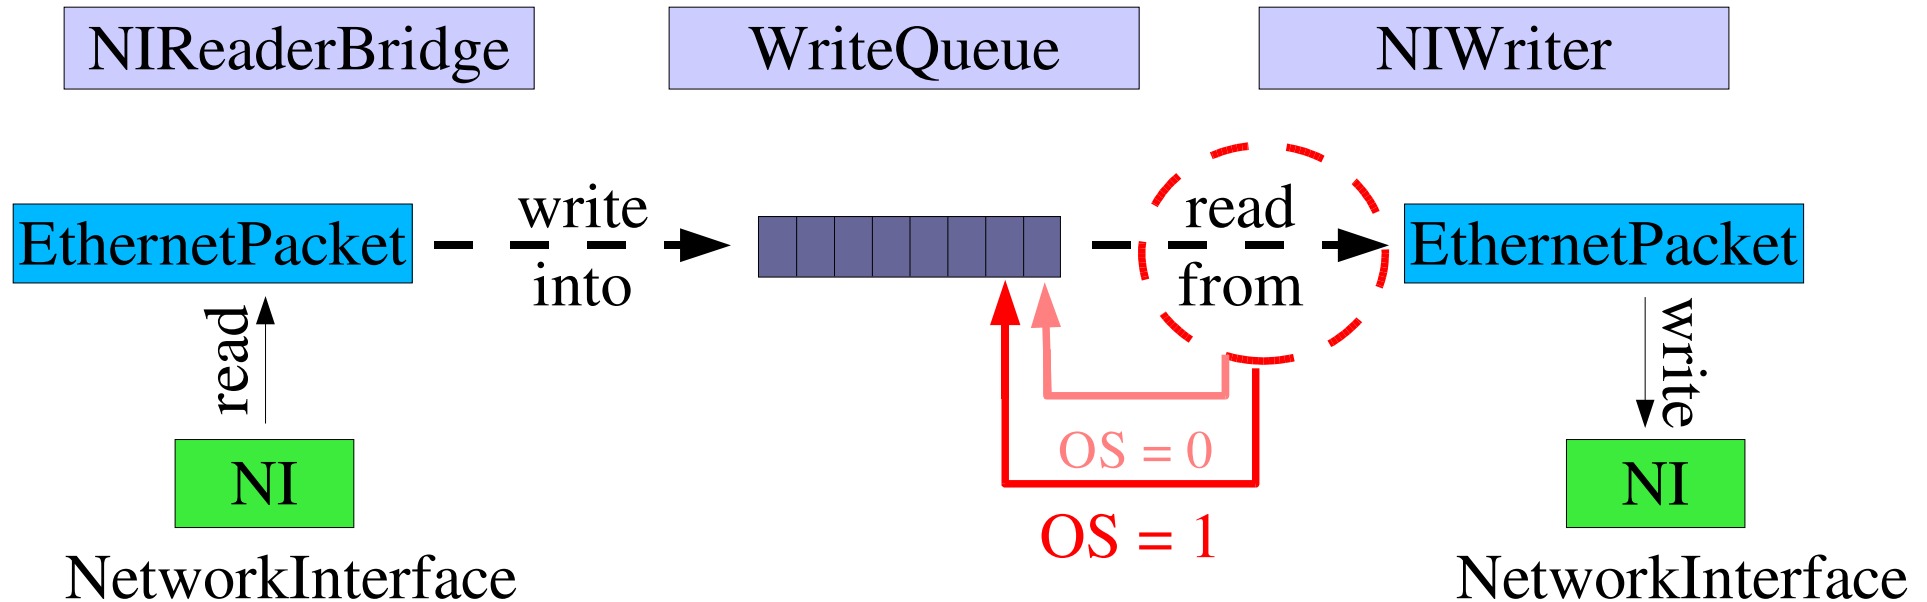 NIReaderBridge
WriteQueue
NIWriter
EthernetPacket
write
into
read
from
EthernetPacket
read
write
OS = 0
NI
NI
OS = 1
NetworkInterface
NetworkInterface